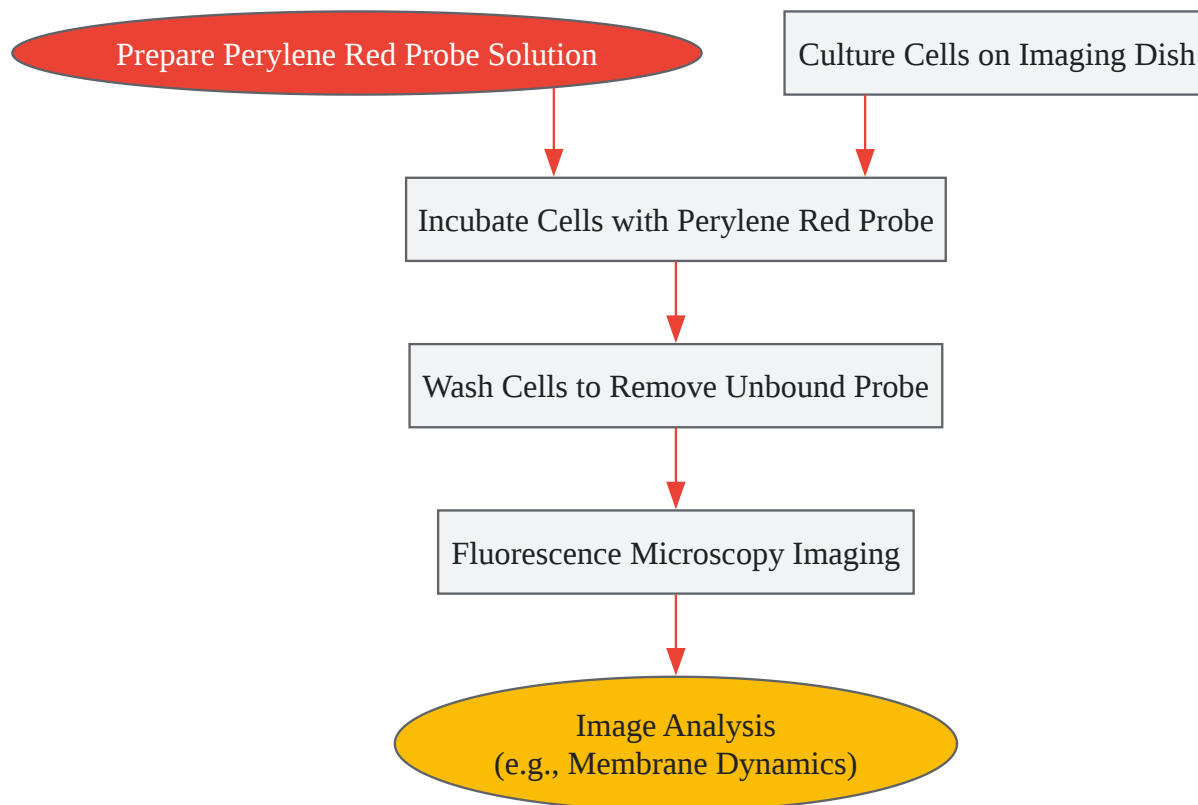 Prepare Perylene Red Probe Solution
Culture Cells on Imaging Dish
Incubate Cells with Perylene Red Probe
Wash Cells to Remove Unbound Probe
Fluorescence Microscopy Imaging
Image Analysis
(e.g., Membrane Dynamics)